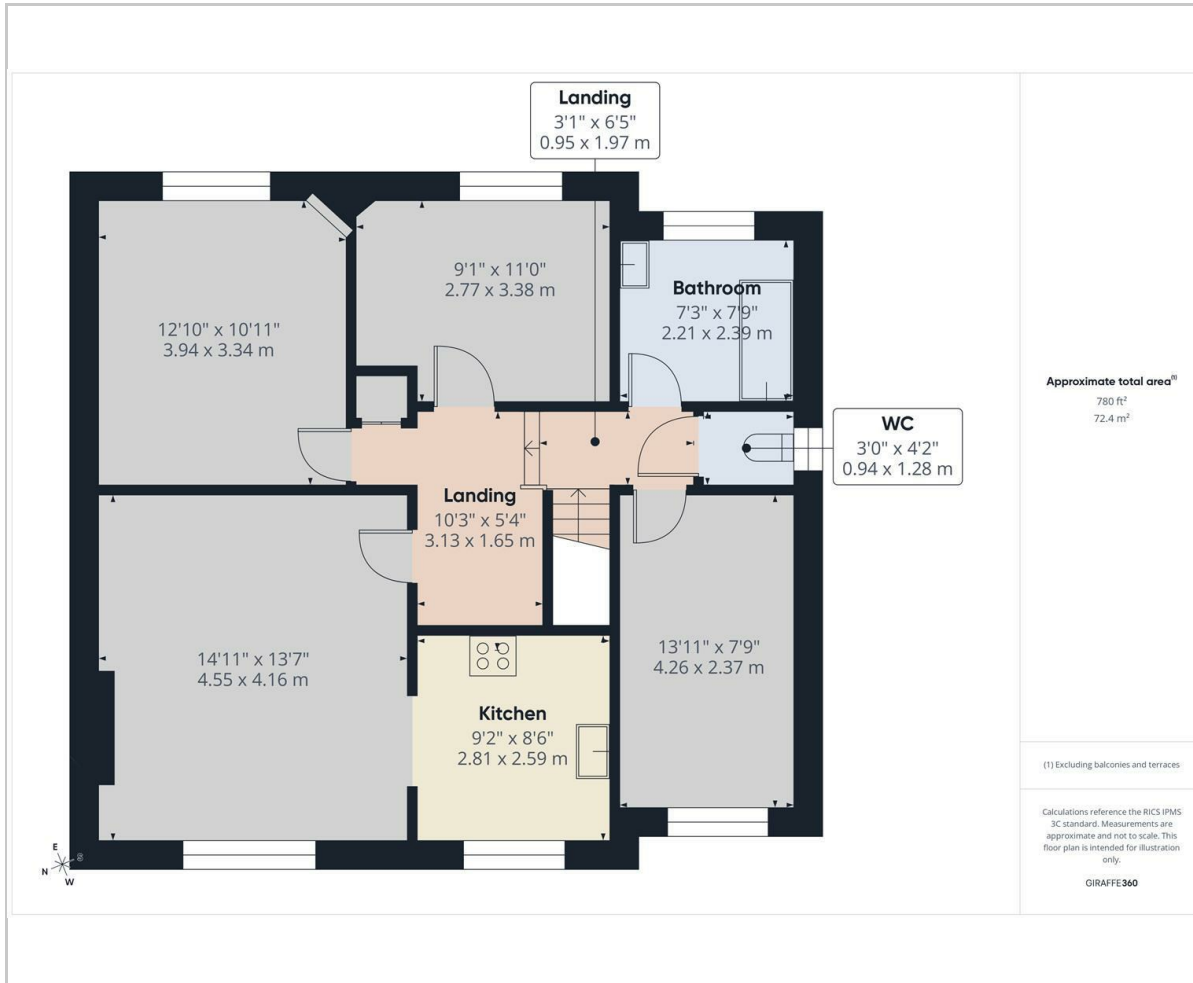 Landing
3'1" x 6'5"
0.95 x 1.97 m
9'1" x 11'0"
2.77 x 3.38 m
Bathroom
7'3" x 7'9"
2.21 x 2.39 m
12'10" x 10'11"
3.94 x 3.34 m
WC
3'0" x 4'2"
0.94 x 1.28 m
Landing
10'3" x 5'4"
3.13 x 1.65 m
14'11" x 13'7"
4.55 x 4.16 m
13'11" x 7'9"
4.26 x 2.37 m
Kitchen
9'2" x 8'6"
2.81 x 2.59 m
E
N
W
Approximate total area(1)
780 ft²
72.4 m²
(1) Excluding balconies and terraces
Calculations reference the RICS IPMS
3C standard. Measurements are
approximate and not to scale. This
floor plan is intended for illustration
only.
GIRAFFE360